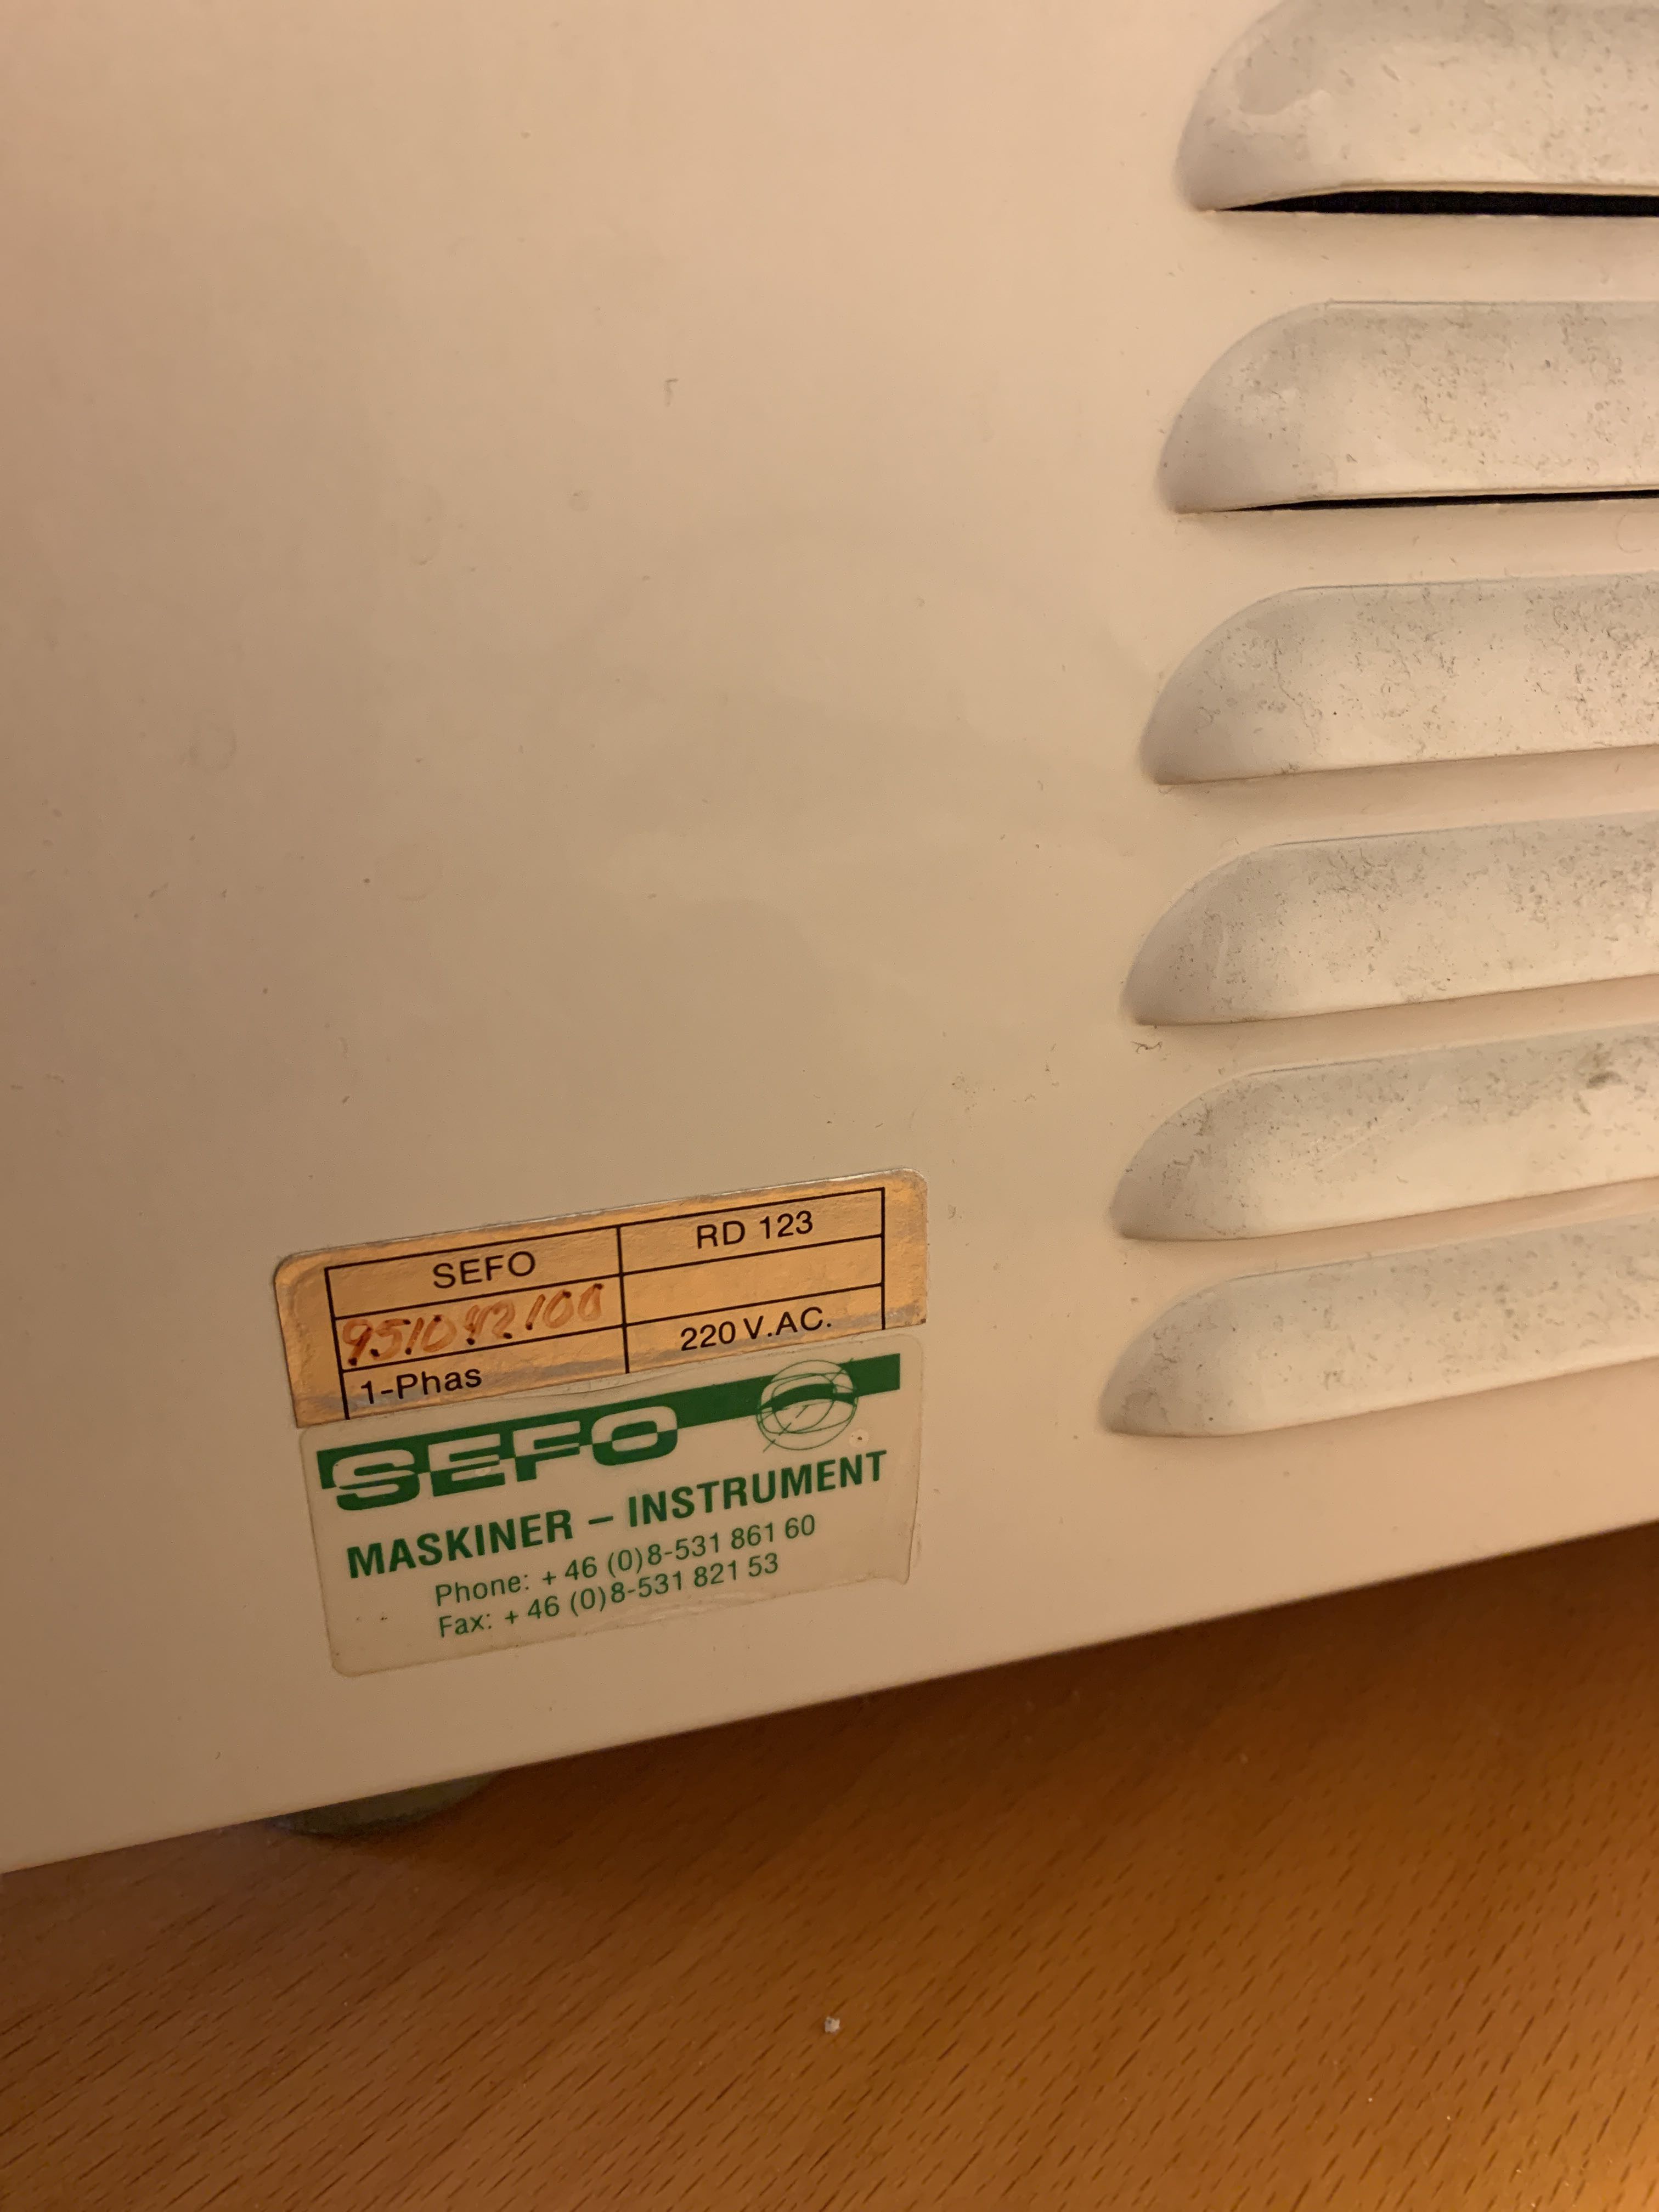 SEFO RD 123
1-Phas 220 V.AC.
SEFO
MASKINER – INSTRUMENT
Phone: + 46 (0)8-531 861 60
Fax: + 46 (0)8-531 821 53